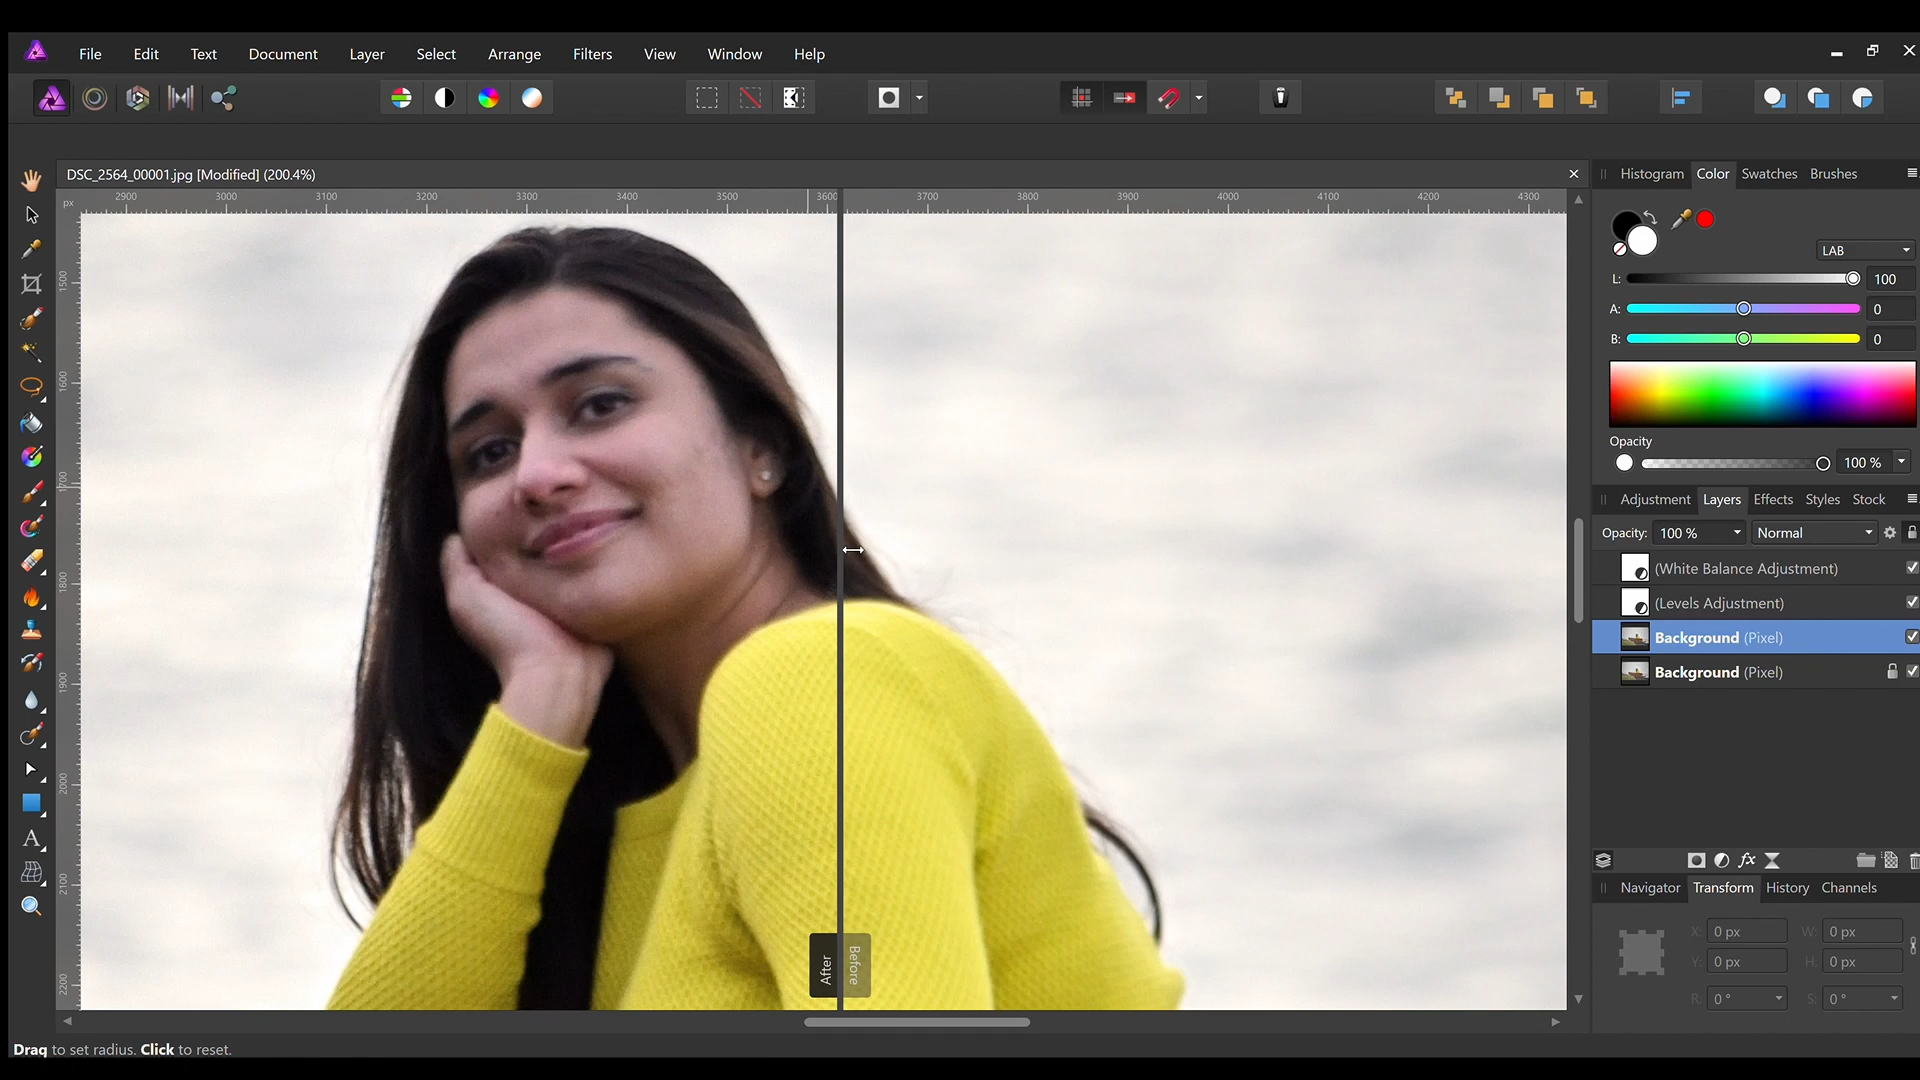 File Edit Text Document Layer Select Arrange Filters View Window Help
DSC_2564_00001.jpg [Modified] (200.4%)
px 2900 3000 3100 3200 3300 3400 3500 3600 3700 3800 3900 4000 4100 4200 4300
1500
1600
1700
1800
1900
2000
2100
2200
After
Before
Histogram Color Swatches Brushes
LAB
L: 100
A: 0
B: 0
Opacity
100 %
Adjustment Layers Effects Styles Stock
Opacity: 100 % Normal
(White Balance Adjustment)
(Levels Adjustment)
Background (Pixel)
Background (Pixel)
fx
Navigator Transform History Channels
X: 0 px W: 0 px
Y: 0 px H: 0 px
R: 0 ° S: 0 °
Drag to set radius. Click to reset.